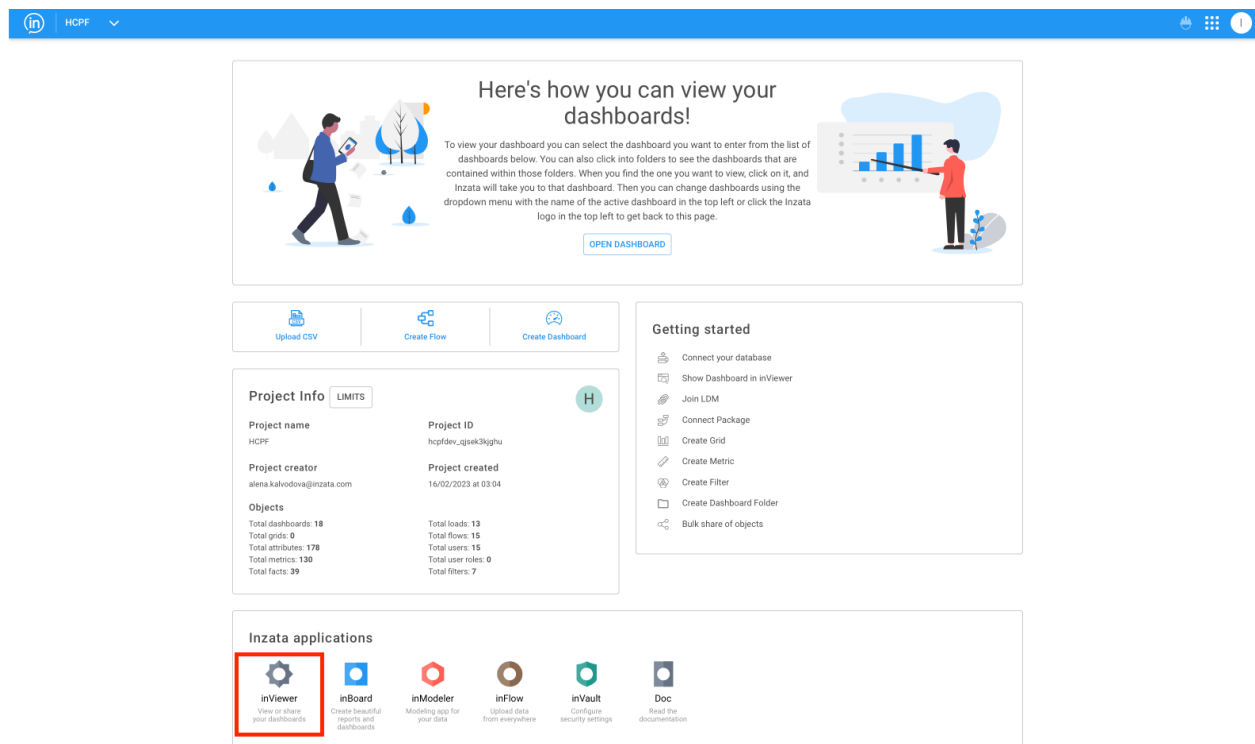 in HCPF
I
Here's how you can view your
dashboards!
To view your dashboard you can select the dashboard you want to enter from the list of
dashboards below. You can also click into folders to see the dashboards that are
contained within those folders. When you find the one you want to view, click on it, and
Inzata will take you to that dashboard. Then you can change dashboards using the
dropdown menu with the name of the active dashboard in the top left or click the Inzata
logo in the top left to get back to this page.
OPEN DASHBOARD
Upload CSV
Create Flow
Create Dashboard
Project Info LIMITS
H
Project name
HCPF
Project ID
hcpfdev_qjsek3kjghu
Project creator
alena.kalvodova@inzata.com
Project created
16/02/2023 at 03:04
Objects
Total dashboards: 18
Total grids: 0
Total attributes: 178
Total metrics: 130
Total facts: 39
Total loads: 13
Total flows: 15
Total users: 15
Total user roles: 0
Total filters: 7
Getting started
Connect your database
Show Dashboard in inViewer
Join LDM
Connect Package
Create Grid
Create Metric
Create Filter
Create Dashboard Folder
Bulk share of objects
Inzata applications
inViewer
View or share
your dashboards
inBoard
Create beautiful
reports and
dashboards
inModeler
Modeling app for
your data
inFlow
Upload data
from everywhere
inVault
Configure
security settings
Doc
Read the
documentation